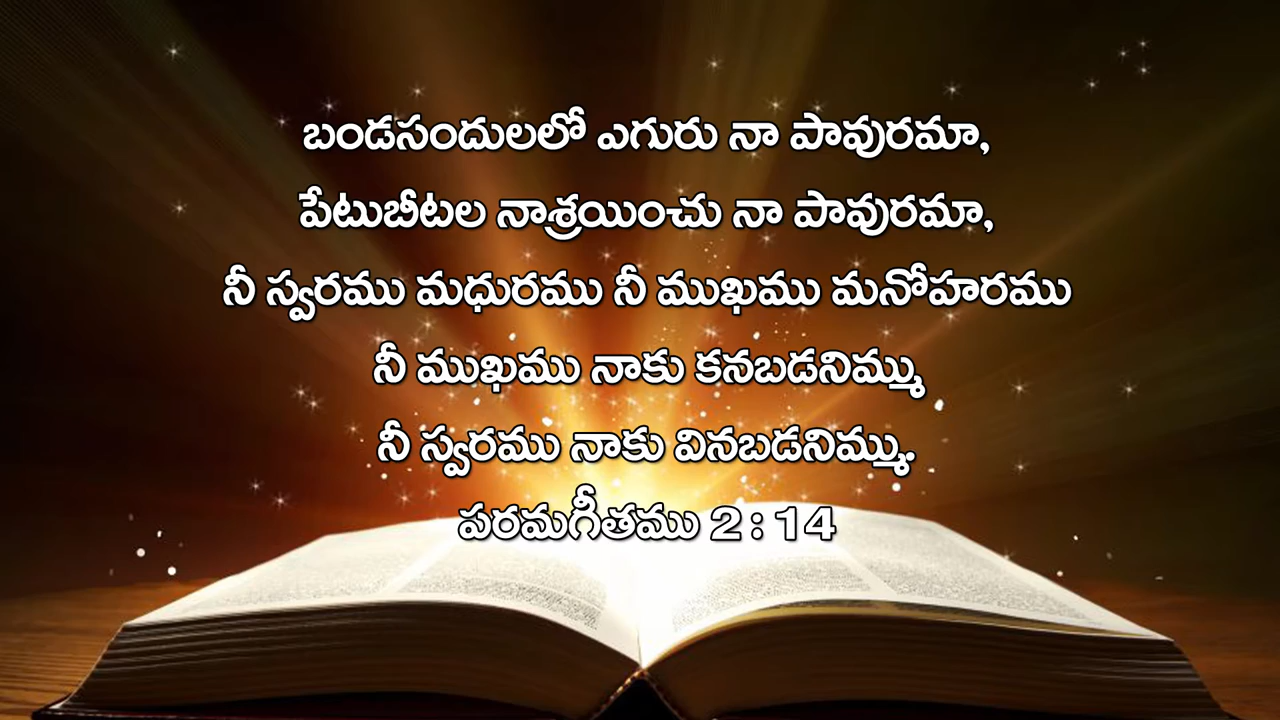 బండసందులలో ఎగురు నా పావురమా,
పేటుబీటల నాశ్రయించు నా పావురమా,
నీ స్వరము మధురము నీ ముఖము మనోహరము
నీ ముఖము నాకు కనబడనిమ్ము
నీ స్వరము నాకు వినబడనిమ్ము.
పరమగీతము 2 : 14